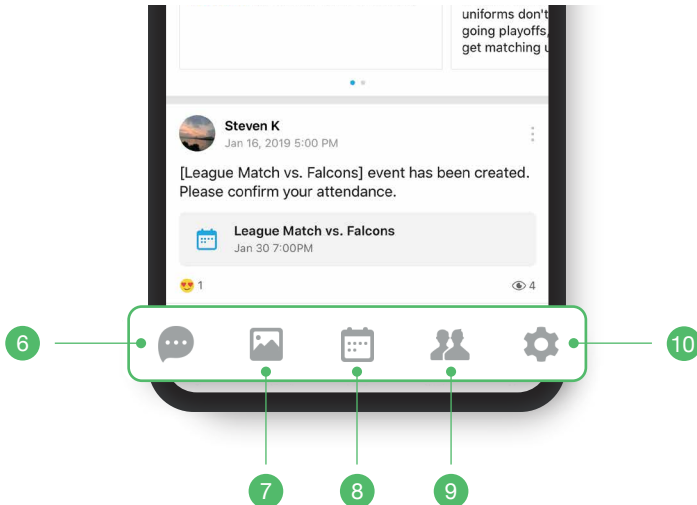 uniforms don't
going playoffs,
get matching
Steven K
Jan 16, 2019 5:00 PM
[League Match vs. Falcons] event has been created.
Please confirm your attendance.
League Match vs. Falcons
Jan 30 7:00PM
1
4
6
10
7
8
9